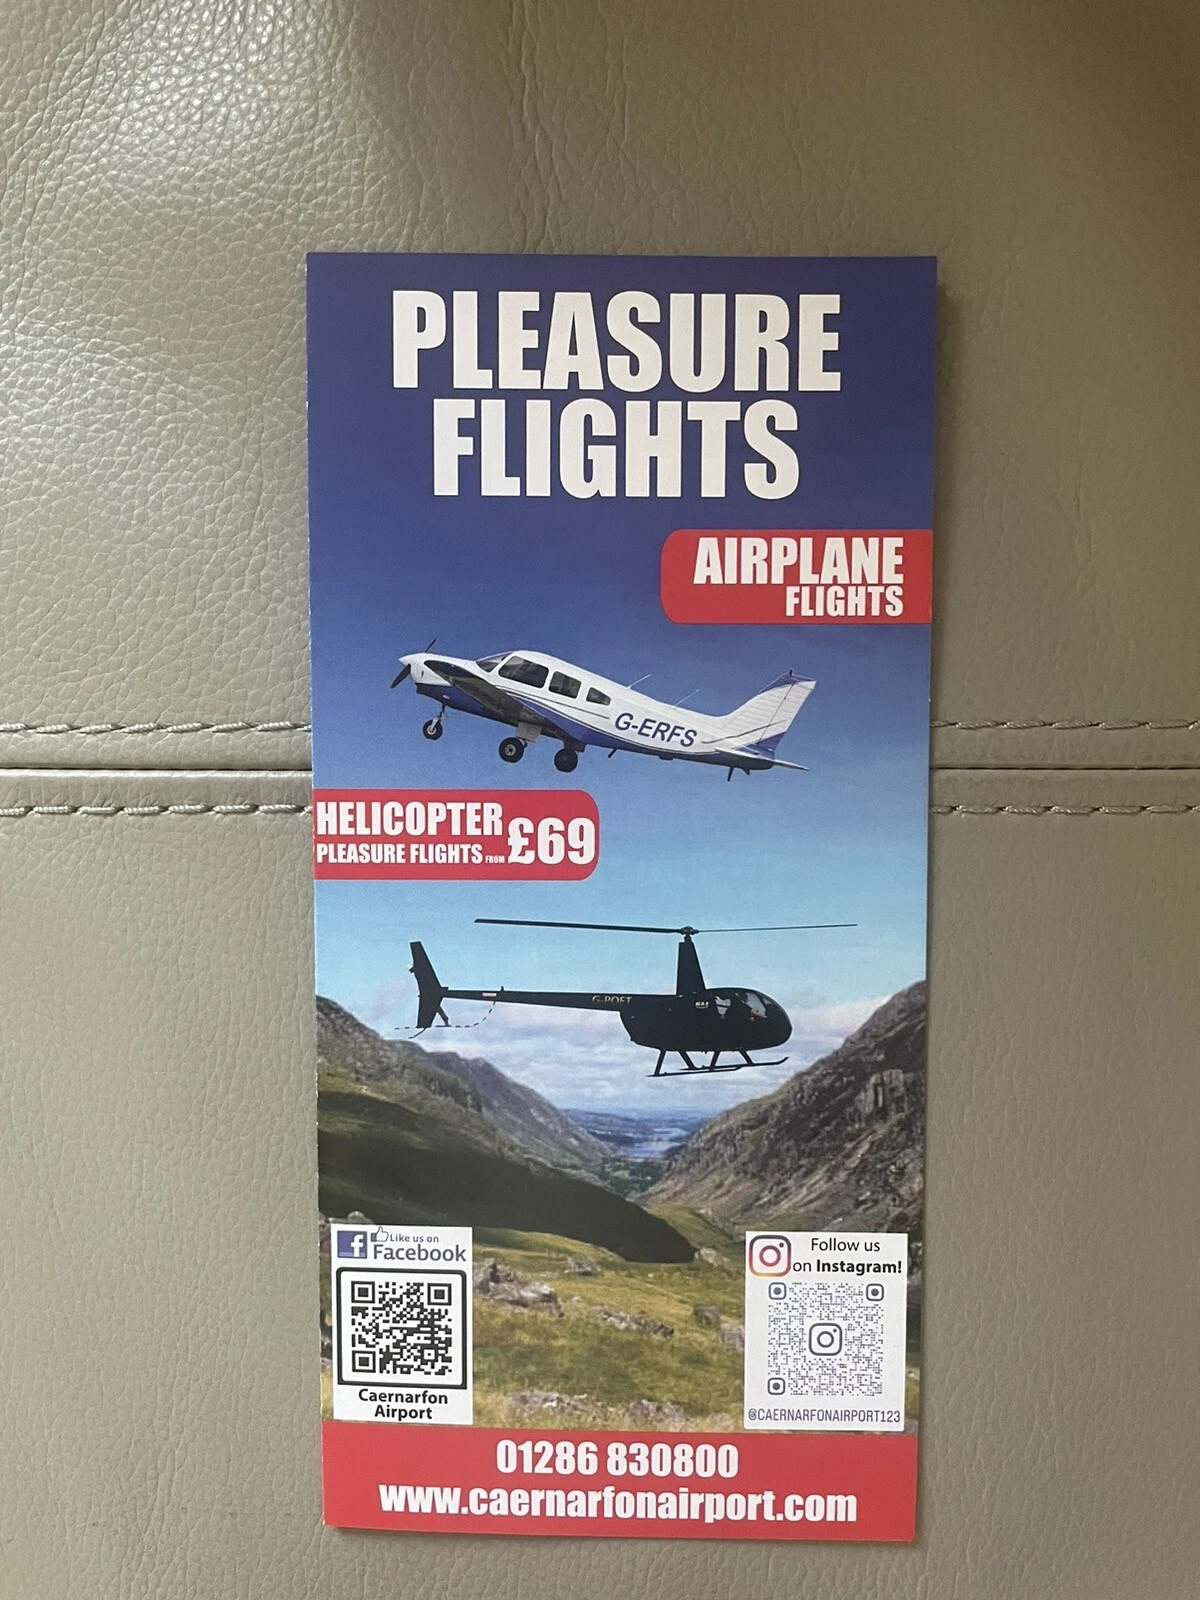 PLEASURE
FLIGHTS
AIRPLANE
FLIGHTS
G-ERFS
HELICOPTER
PLEASURE FLIGHTS FROM £69
Like us on
Facebook
Caernarfon
Airport
Follow us
on Instagram!
@CAERNARFONAIRPORT123
01286 830800
www.caernarfonairport.com